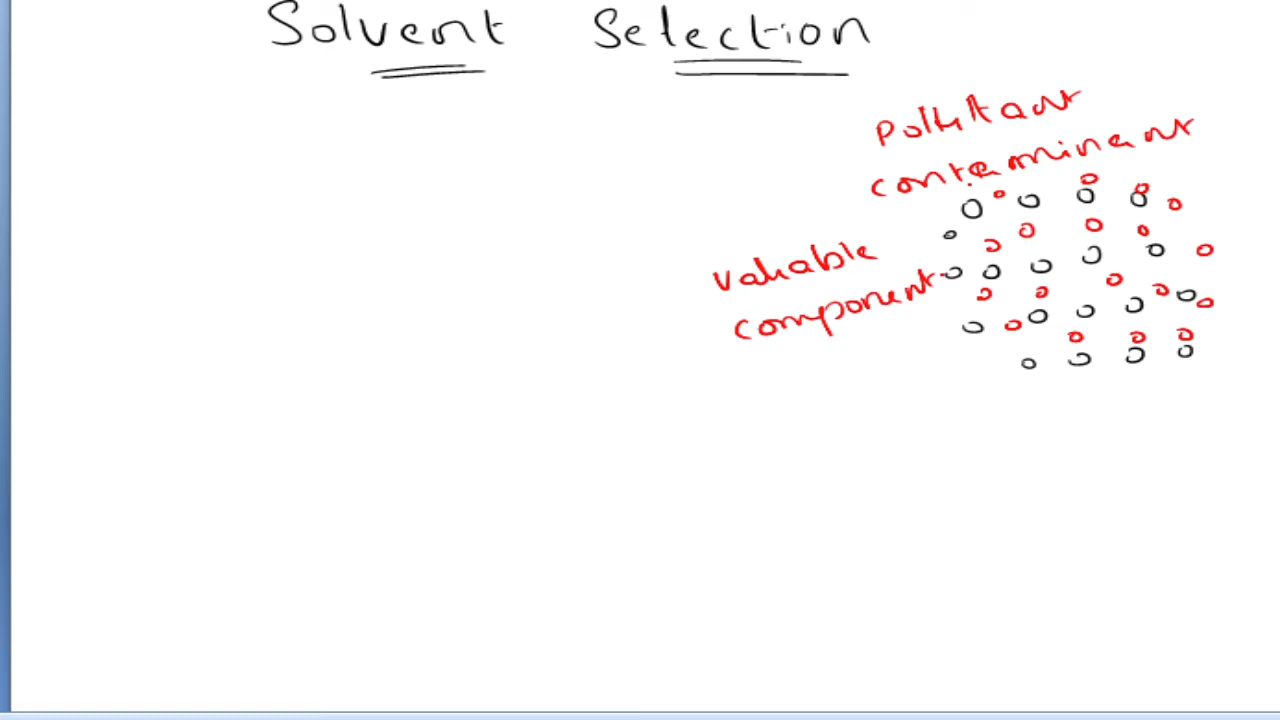 Solvent Selection
Pollutant
contaminant
valuable
component